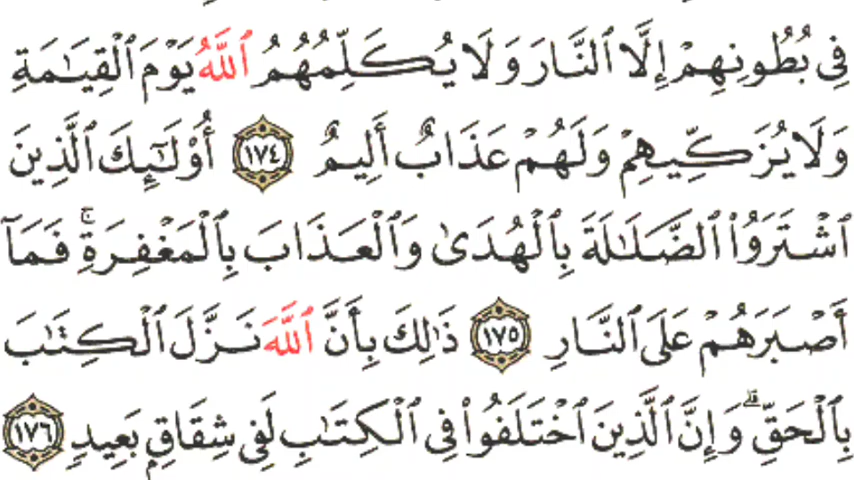 فِي بُطُونِهِمۡ إِلَّا ٱلنَّارَ وَلَا يُكَلِّمُهُمُ ٱللَّهُ يَوۡمَ ٱلۡقِيَٰمَةِ
وَلَا يُزَكِّيهِمۡ وَلَهُمۡ عَذَابٌ أَلِيمٌ ١٧٤ أُوْلَٰٓئِكَ ٱلَّذِينَ
ٱشۡتَرَوُاْ ٱلضَّلَٰلَةَ بِٱلۡهُدَىٰ وَٱلۡعَذَابَ بِٱلۡمَغۡفِرَةِۚ فَمَآ
أَصۡبَرَهُمۡ عَلَى ٱلنَّارِ ١٧٥ ذَٰلِكَ بِأَنَّ ٱللَّهَ نَزَّلَ ٱلۡكِتَٰبَ
بِٱلۡحَقِّۗ وَإِنَّ ٱلَّذِينَ ٱخۡتَلَفُواْ فِي ٱلۡكِتَٰبِ لَفِي شِقَاقِۭ بَعِيدٖ ١٧٦